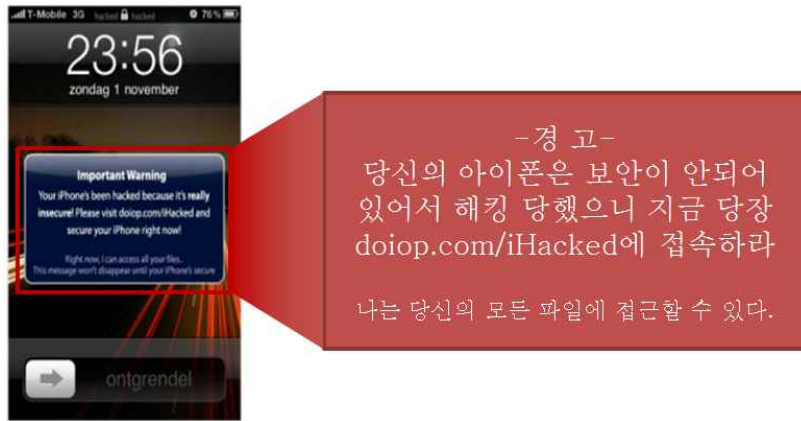 T-Mobile 3G hacked hacked 76%
23:56
zondag 1 november
Important Warning
Your iPhone's been hacked because it's really
insecure! Please visit doiop.com/iHacked and
secure your iPhone right now!
Right now, I can access all your files..
This message won't disappear until your iPhone's secure
ontgrendel
-경 고-
당신의 아이폰은 보안이 안되어
있어서 해킹 당했으니 지금 당장
doiop.com/iHacked에 접속하라
나는 당신의 모든 파일에 접근할 수 있다.